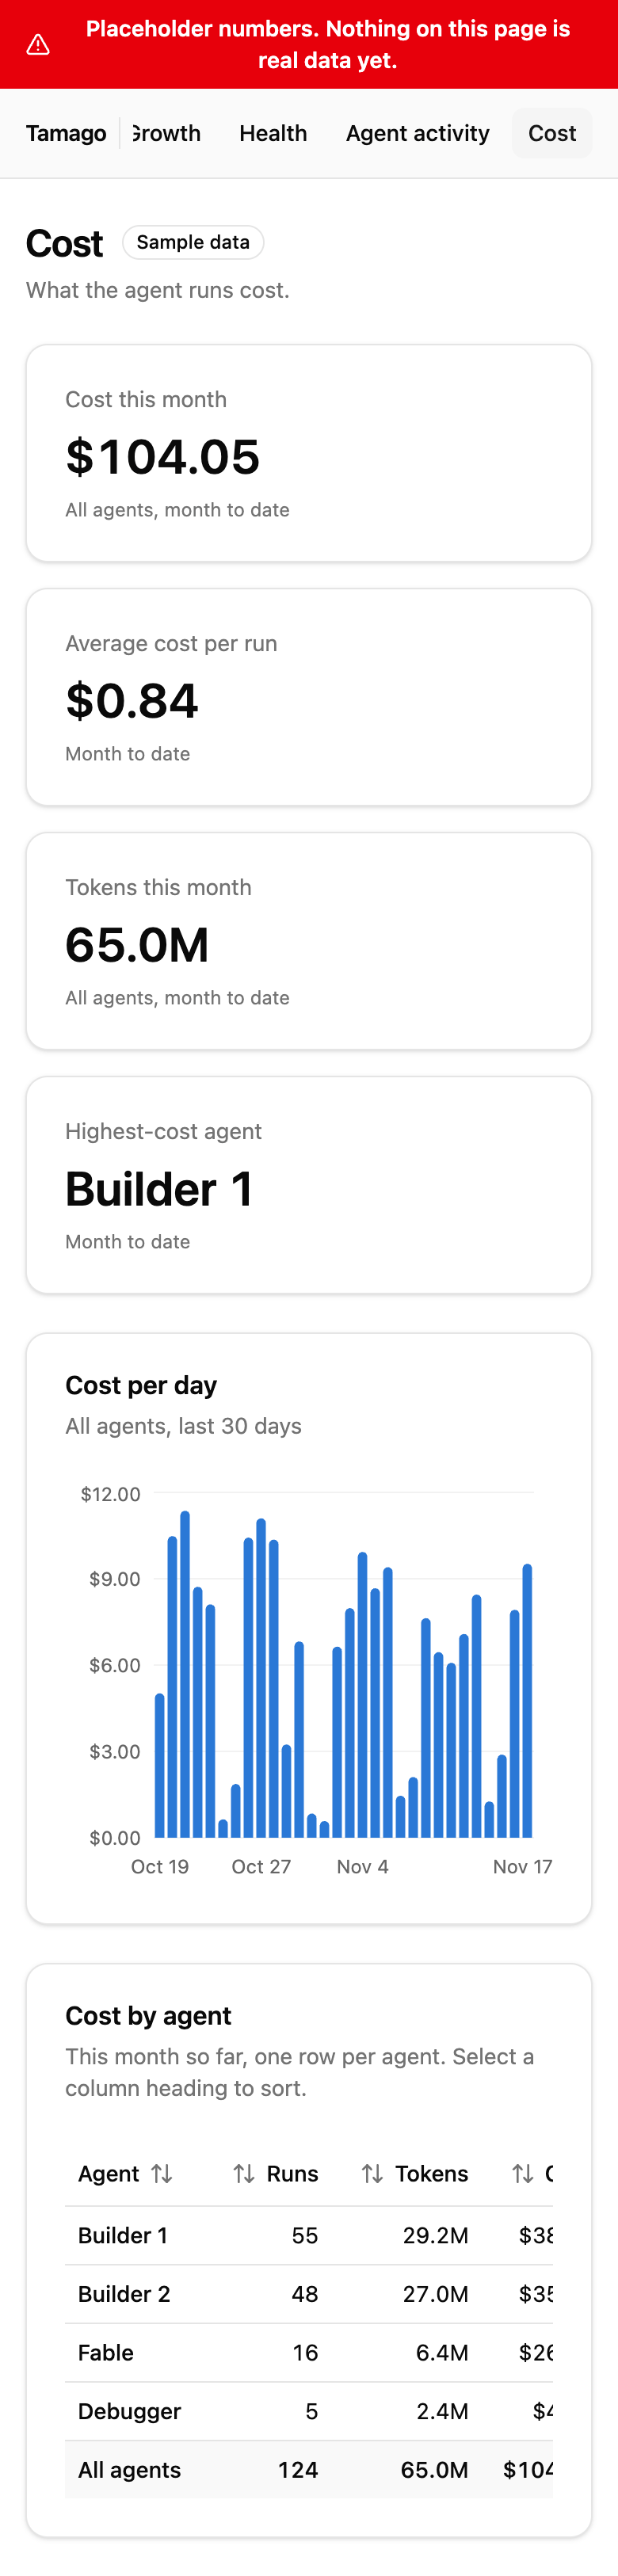 Placeholder numbers. Nothing on this page is
real data yet.
Tamago
Health
Agent activity
Cost
Cost
Sample data
What the agent runs cost.
Cost this month
$104.05
All agents, month to date
Average cost per run
$0.84
Month to date
Tokens this month
65.0M
All agents, month to date
Highest-cost agent
Builder 1
Month to date
Cost per day
All agents, last 30 days
$12.00
$9.00
$6.00
$3.00
$0.00
Oct 19 Oct 27 Nov 4 Nov 17
Cost by agent
This month so far, one row per agent. Select a
column heading to sort.
Agent Runs Tokens
Builder 1 55 29.2M $38
Builder 2 48 27.0M $35
Fable 16 6.4M $26
Debugger 5 2.4M $4
All agents 124 65.0M $104